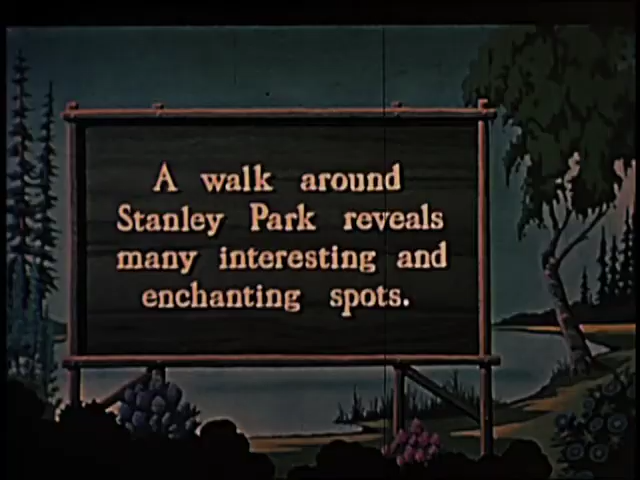 A walk around
Stanley Park reveals
many interesting and
enchanting spots.